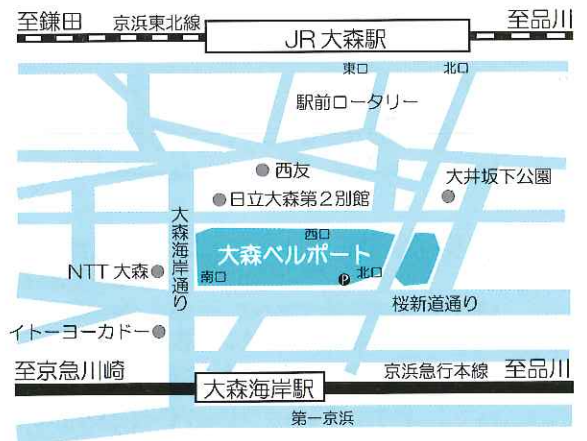 至鎌田
京浜東北線
JR大森駅
至品川
東口
北口
駅前ロータリー
西友
大井坂下公園
日立大森第2別館
大森海岸通り
西口
大森ベルポート
NTT大森
南口
P
北口
桜新道通り
イトーヨーカドー
至京急川崎
大森海岸駅
京浜急行本線
至品川
第一京浜